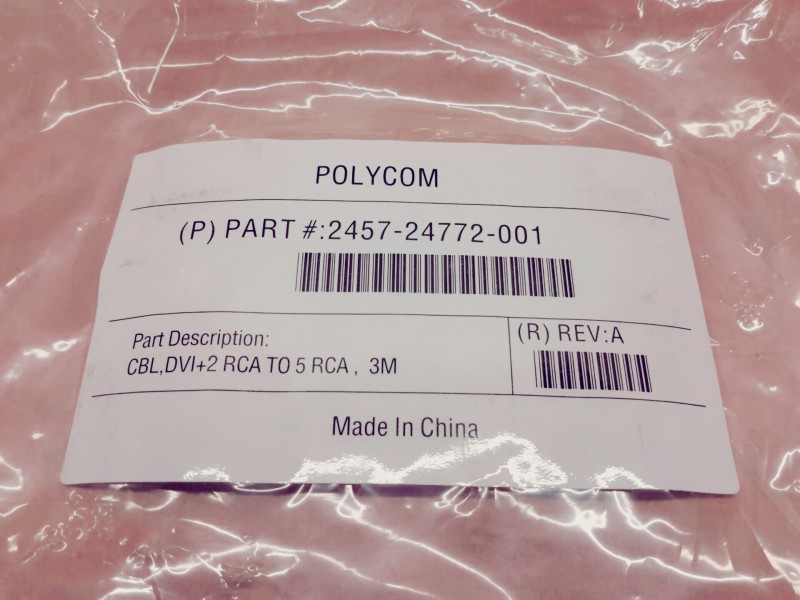 POLYCOM
(P) PART #:2457-24772-001
Part Description:
CBL,DVI+2 RCA TO 5 RCA , 3M
(R) REV:A
Made In China